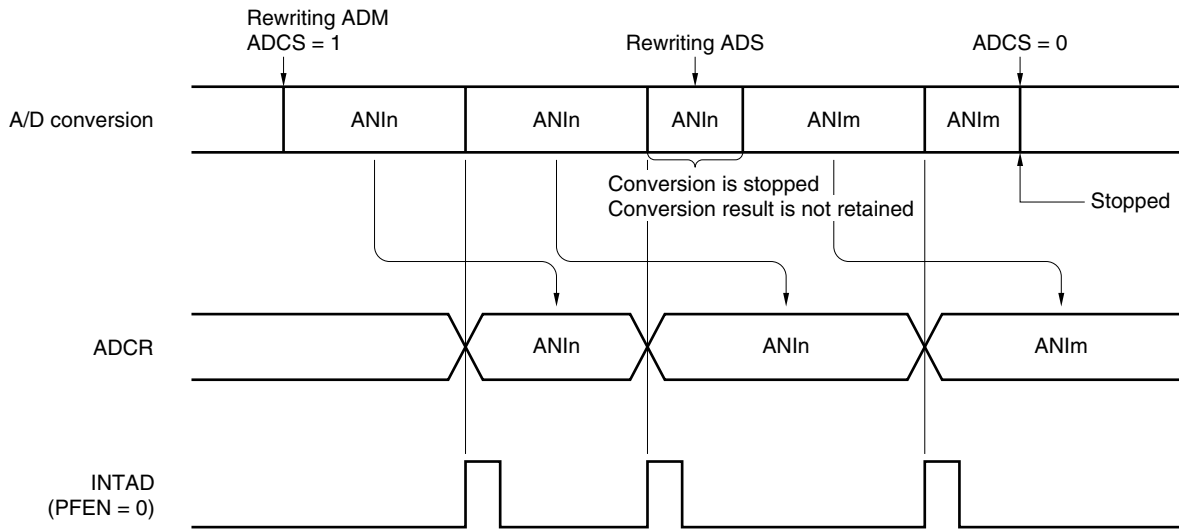 Rewriting ADM
ADCS = 1
Rewriting ADS
ADCS = 0
A/D conversion
ANIn
ANIn
ANIn
ANIm
ANIm
Conversion is stopped
Conversion result is not retained
Stopped
ADCR
ANIn
ANIn
ANIm
INTAD
(PFEN = 0)